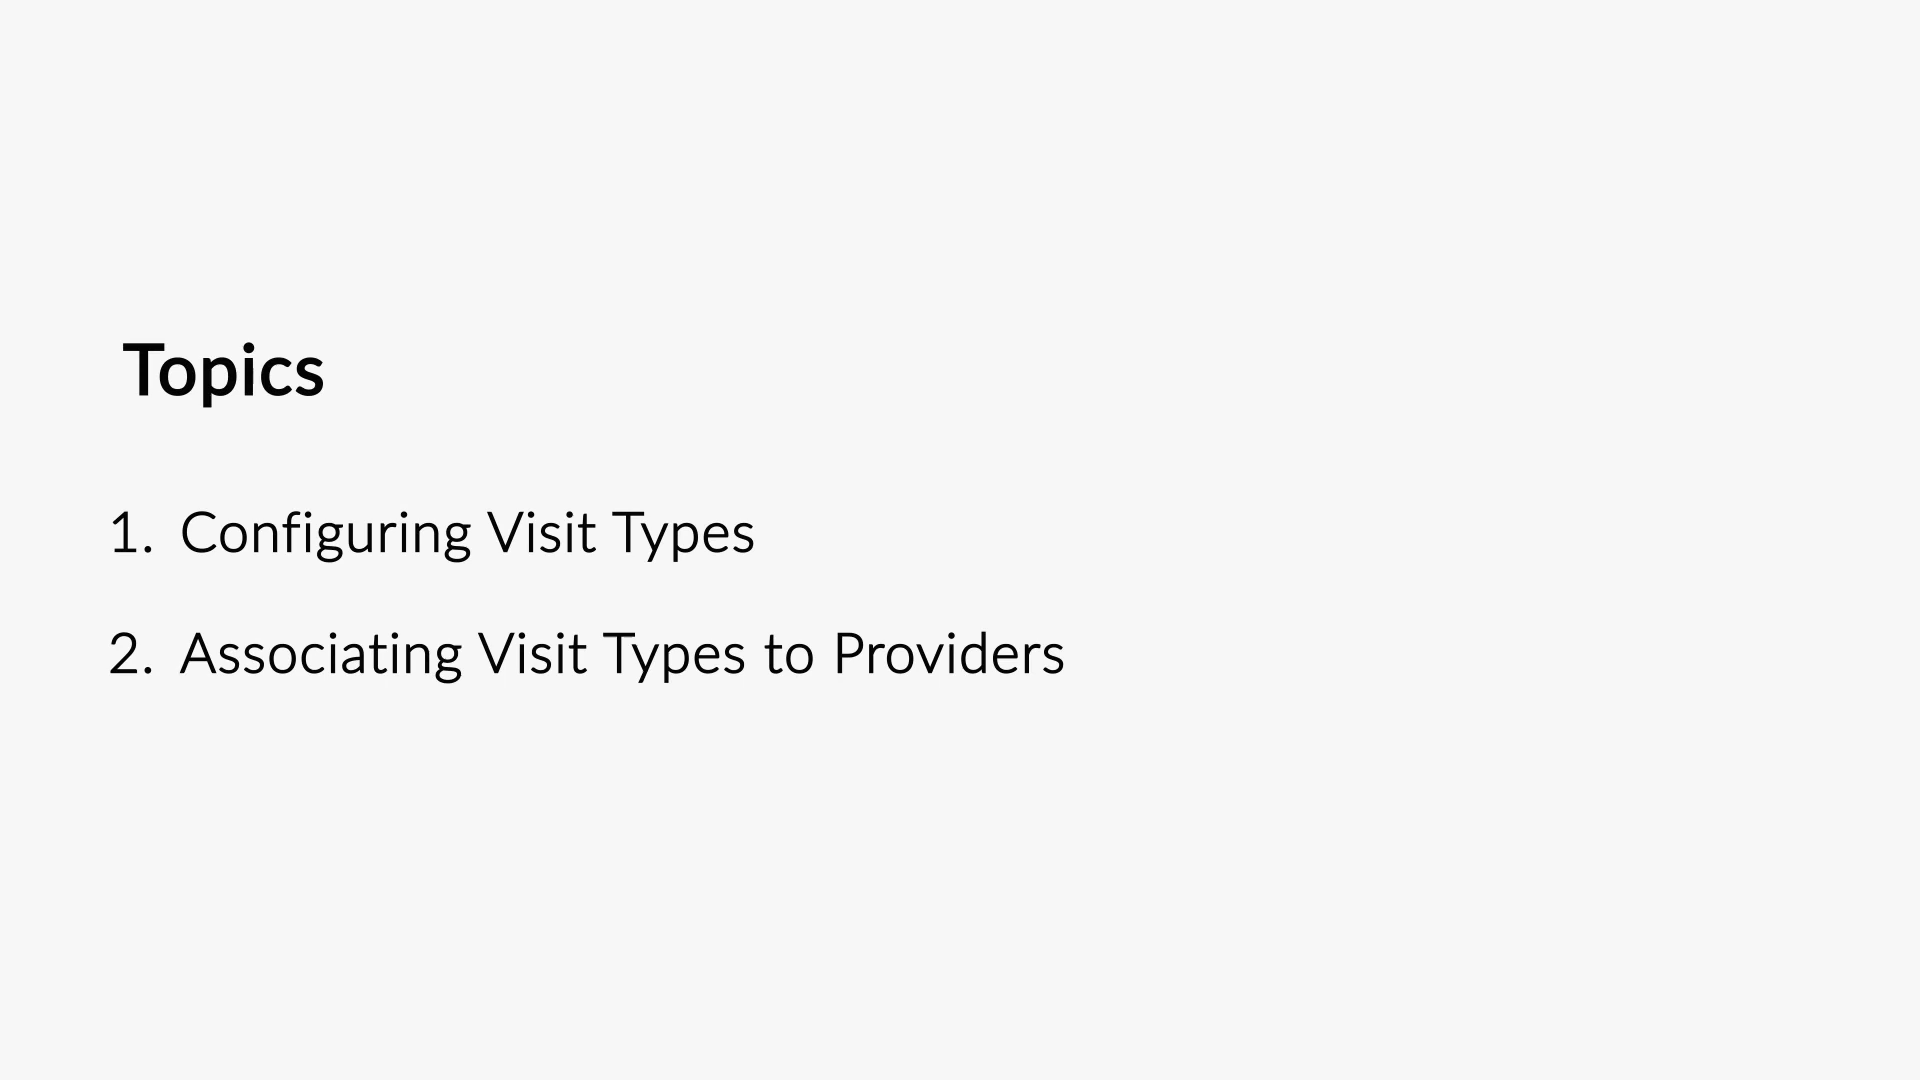 Topics
1. Configuring Visit Types
2. Associating Visit Types to Providers